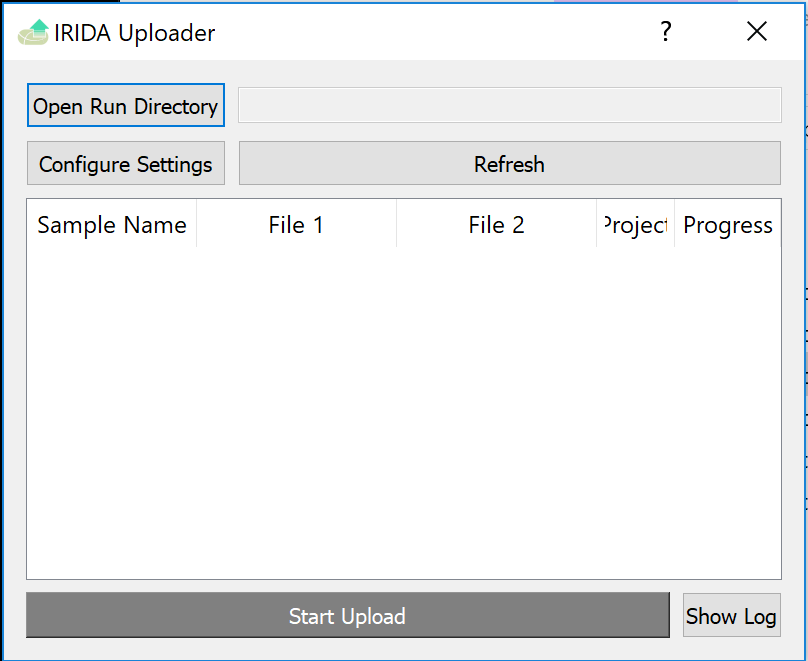 IRIDA Uploader
?
Open Run Directory
Configure Settings
Refresh
Sample Name File 1 File 2 Project Progress
Start Upload
Show Log